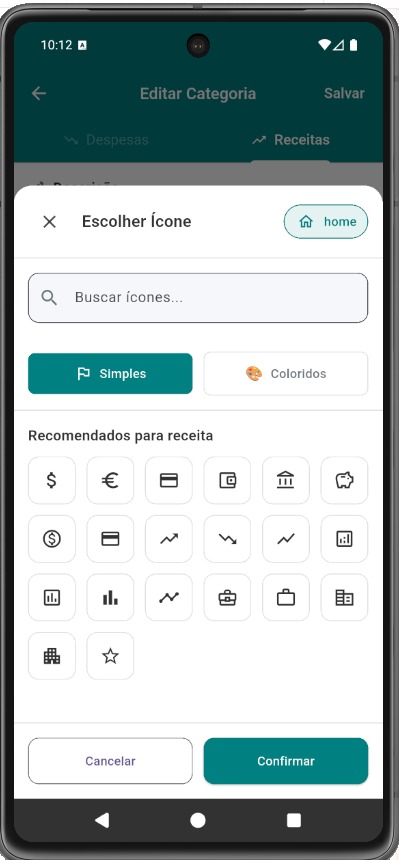 10:12 A
Editar Categoria
Salvar
Despesas
Receitas
Descrição
Escolher Ícone
home
Buscar ícones...
Simples
Coloridos
Recomendados para receita
Cancelar
Confirmar